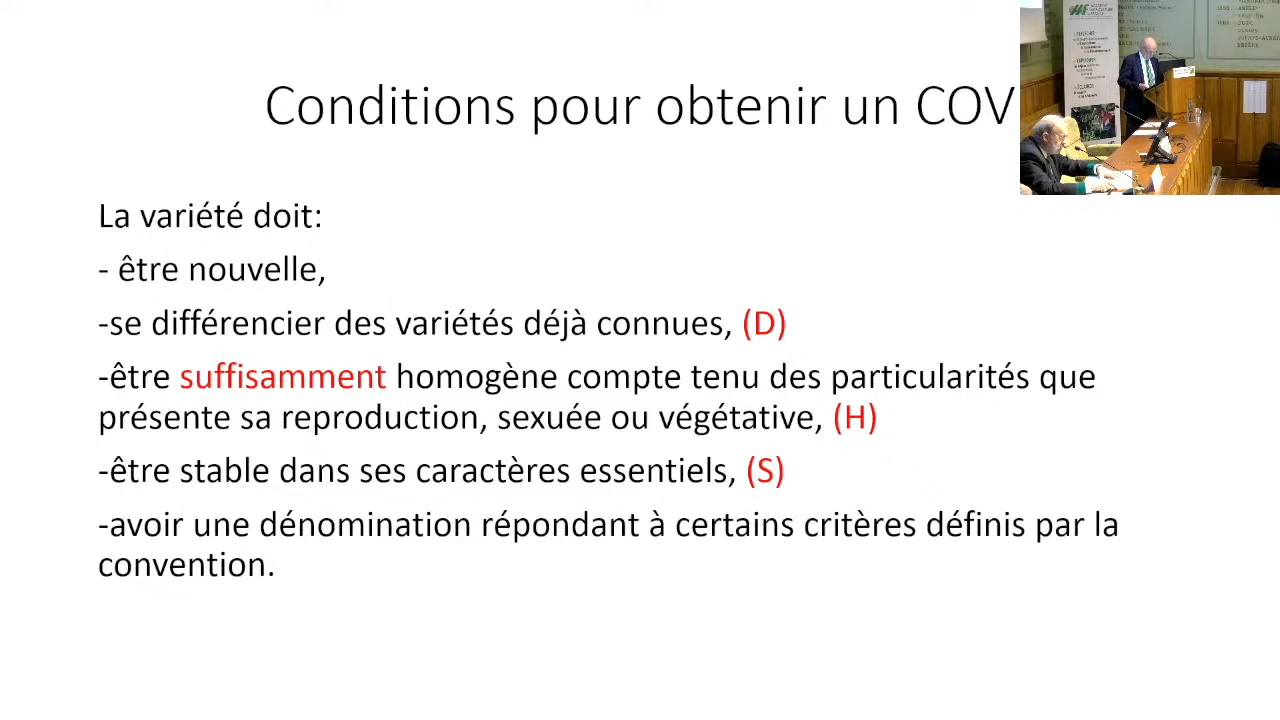 Conditions pour obtenir un COV
La variété doit:
- être nouvelle,
-se différencier des variétés déjà connues, (D)
-être suffisamment homogène compte tenu des particularités que
présente sa reproduction, sexuée ou végétative, (H)
-être stable dans ses caractères essentiels, (S)
-avoir une dénomination répondant à certains critères définis par la
convention.